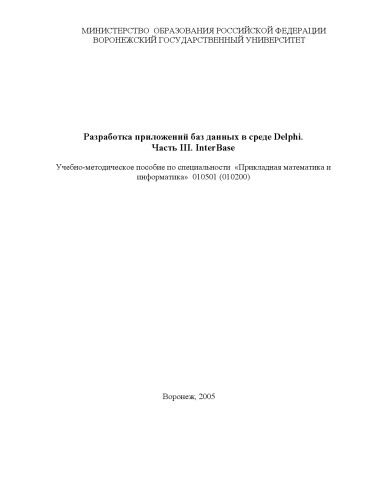 МИНИСТЕРСТВО ОБРАЗОВАНИЯ РОССИЙСКОЙ ФЕДЕРАЦИИ
ВОРОНЕЖСКИЙ ГОСУДАРСТВЕННЫЙ УНИВЕРСИТЕТ
Разработка приложений баз данных в среде Delphi.
Часть III. InterBase
Учебно-методическое пособие по специальности «Прикладная математика и
информатика» 010501 (010200)
Воронеж, 2005